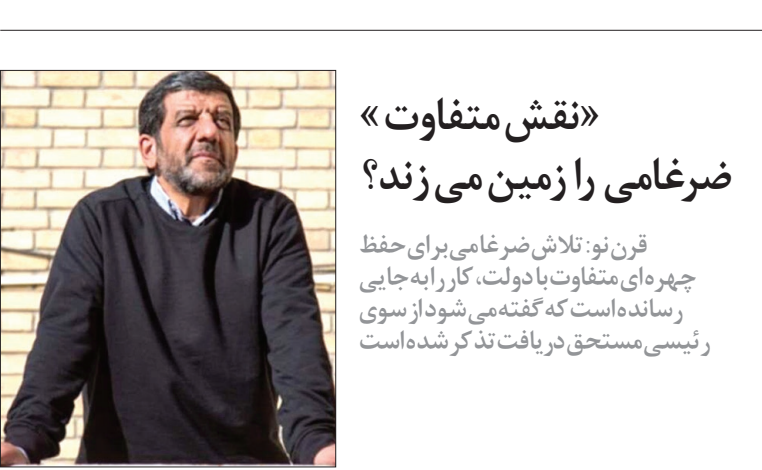 «نقش متفاوت»
ضرغامی را زمین می‌زند؟
قرن‌نو: تلاش ضرغامی برای حفظ
چهره‌ای متفاوت با دولت، کار را به جایی
رسانده است که گفته می‌شود از سوی
رئیسی مستحق دریافت تذکر شده است